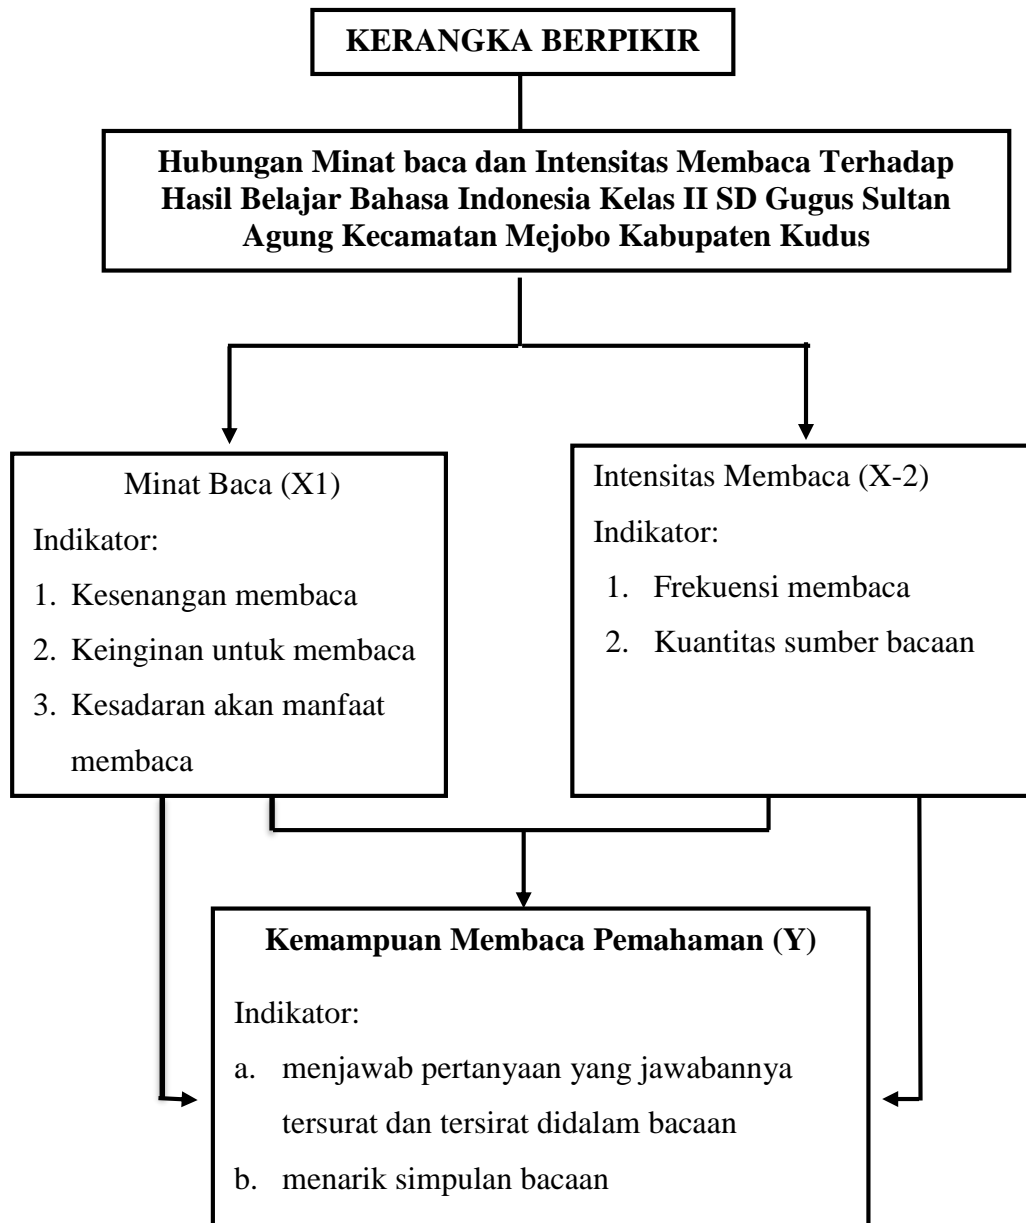 KERANGKA BERPIKIR
Hubungan Minat baca dan Intensitas Membaca Terhadap
Hasil Belajar Bahasa Indonesia Kelas II SD Gugus Sultan
Agung Kecamatan Mejobo Kabupaten Kudus
Minat Baca (X1)
Indikator:
1. Kesenangan membaca
2. Keinginan untuk membaca
3. Kesadaran akan manfaat
membaca
Intensitas Membaca (X-2)
Indikator:
1. Frekuensi membaca
2. Kuantitas sumber bacaan
Kemampuan Membaca Pemahaman (Y)
Indikator:
a. menjawab pertanyaan yang jawabannya
tersurat dan tersirat didalam bacaan
b. menarik simpulan bacaan